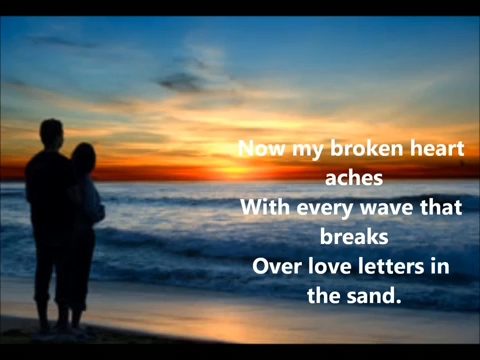 Now my broken heart
aches
With every wave that
breaks
Over love letters in
the sand.